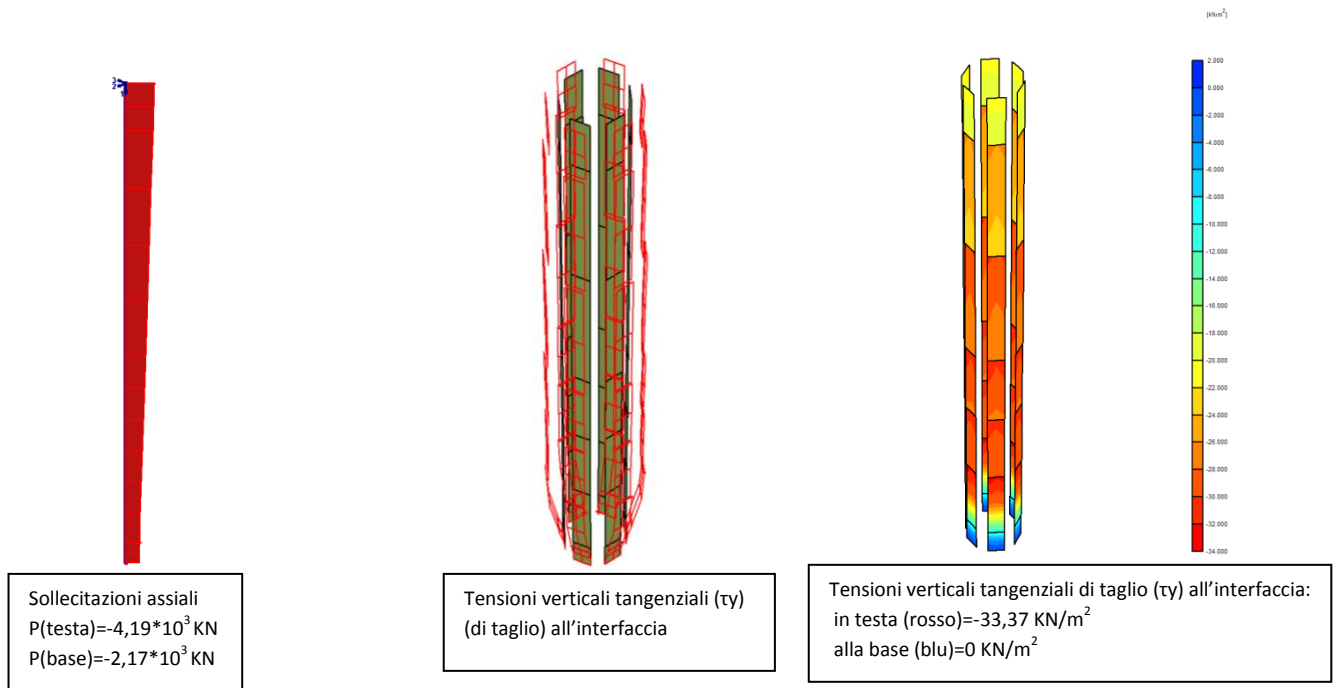 [kN/m²]
3
2
1
2.000
0.000
-2.000
-4.000
-6.000
-8.000
-10.000
-12.000
-14.000
-16.000
-18.000
-20.000
-22.000
-24.000
-26.000
-28.000
-30.000
-32.000
-34.000
Sollecitazioni assiali
P(testa)=-4,19*10³ KN
P(base)=-2,17*10³ KN
Tensioni verticali tangenziali (τy)
(di taglio) all’interfaccia
Tensioni verticali tangenziali di taglio (τy) all’interfaccia:
in testa (rosso)=-33,37 KN/m²
alla base (blu)=0 KN/m²